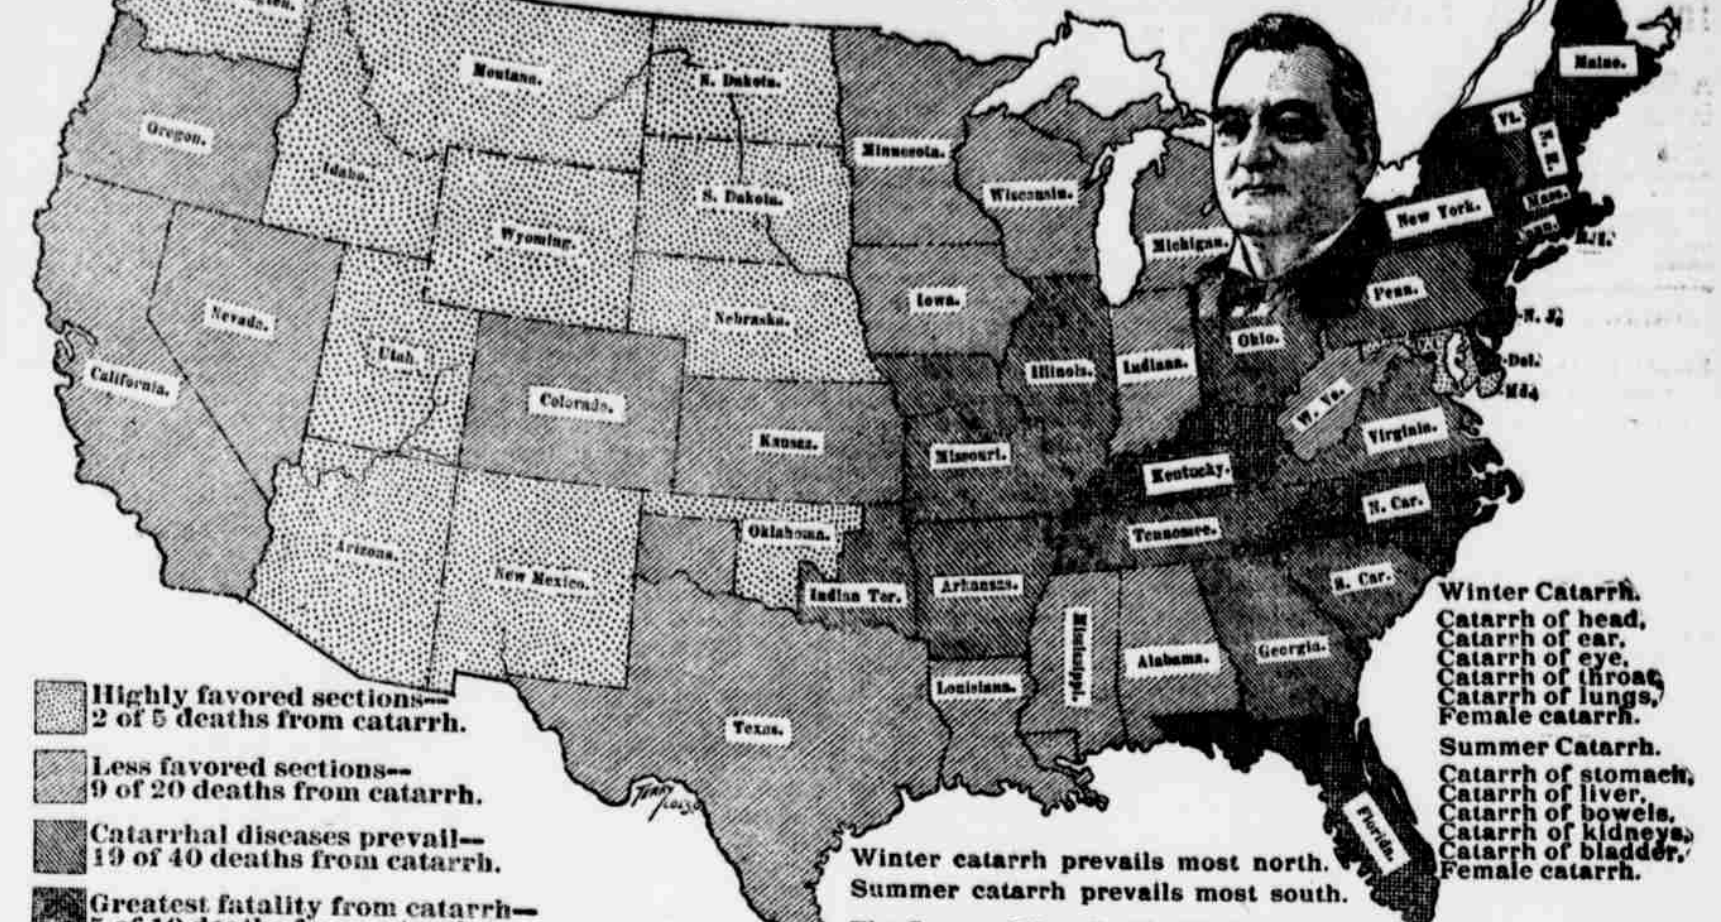 Maine.
Montana.
N. Dakota.
Vt.
Oregon.
Minnesota.
N. H.
Idaho.
S. Dakota.
Wisconsin.
Mass.
New York.
Wyoming.
Michigan.
R. I.
Iowa.
Penn.
Nevada.
Nebraska.
N. J.
Ohio.
Utah.
Illinois.
Indiana.
Del.
California.
Md.
Colorado.
W. Va.
Kansas.
Virginia.
Missouri.
Kentucky.
N. Car.
Oklahoma.
Tennessee.
Arizona.
New Mexico.
Indian Ter.
Arkansas.
S. Car.
Mississippi.
Alabama.
Georgia.
Louisiana.
Texas.
Florida.
Winter Catarrh.
Catarrh of head,
Catarrh of ear,
Catarrh of eye,
Catarrh of throat,
Catarrh of lungs,
Female catarrh.
Summer Catarrh.
Catarrh of stomach,
Catarrh of liver,
Catarrh of bowels,
Catarrh of kidneys,
Catarrh of bladder,
Female catarrh.
Highly favored sections--
2 of 5 deaths from catarrh.
Less favored sections--
9 of 20 deaths from catarrh.
Catarrhal diseases prevail--
19 of 40 deaths from catarrh.
Greatest fatality from catarrh--
Winter catarrh prevails most north.
Summer catarrh prevails most south.